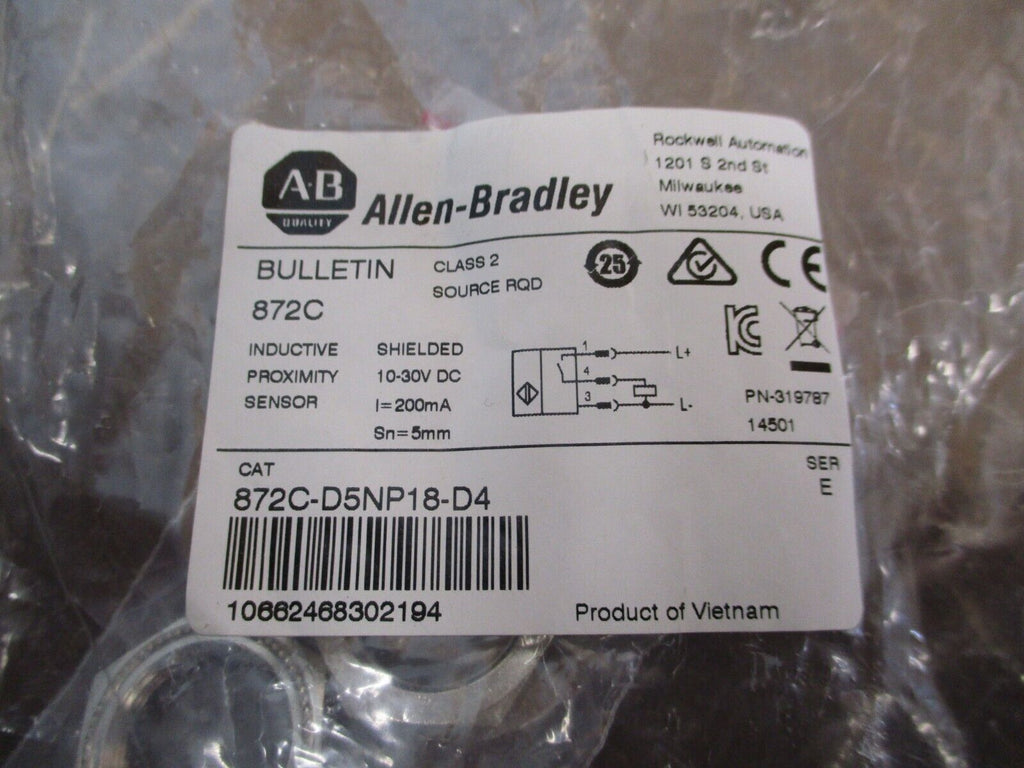 A·B
QUALITY
Allen-Bradley
Rockwell Automation
1201 S 2nd St
Milwaukee
WI 53204, USA
BULLETIN
872C
CLASS 2
SOURCE RQD
25
CE
INDUCTIVE
PROXIMITY
SENSOR
SHIELDED
10-30V DC
I=200mA
Sn=5mm
1
L+
4
3
L-
PN-319787
14501
CAT
872C-D5NP18-D4
SER
E
10662468302194
Product of Vietnam